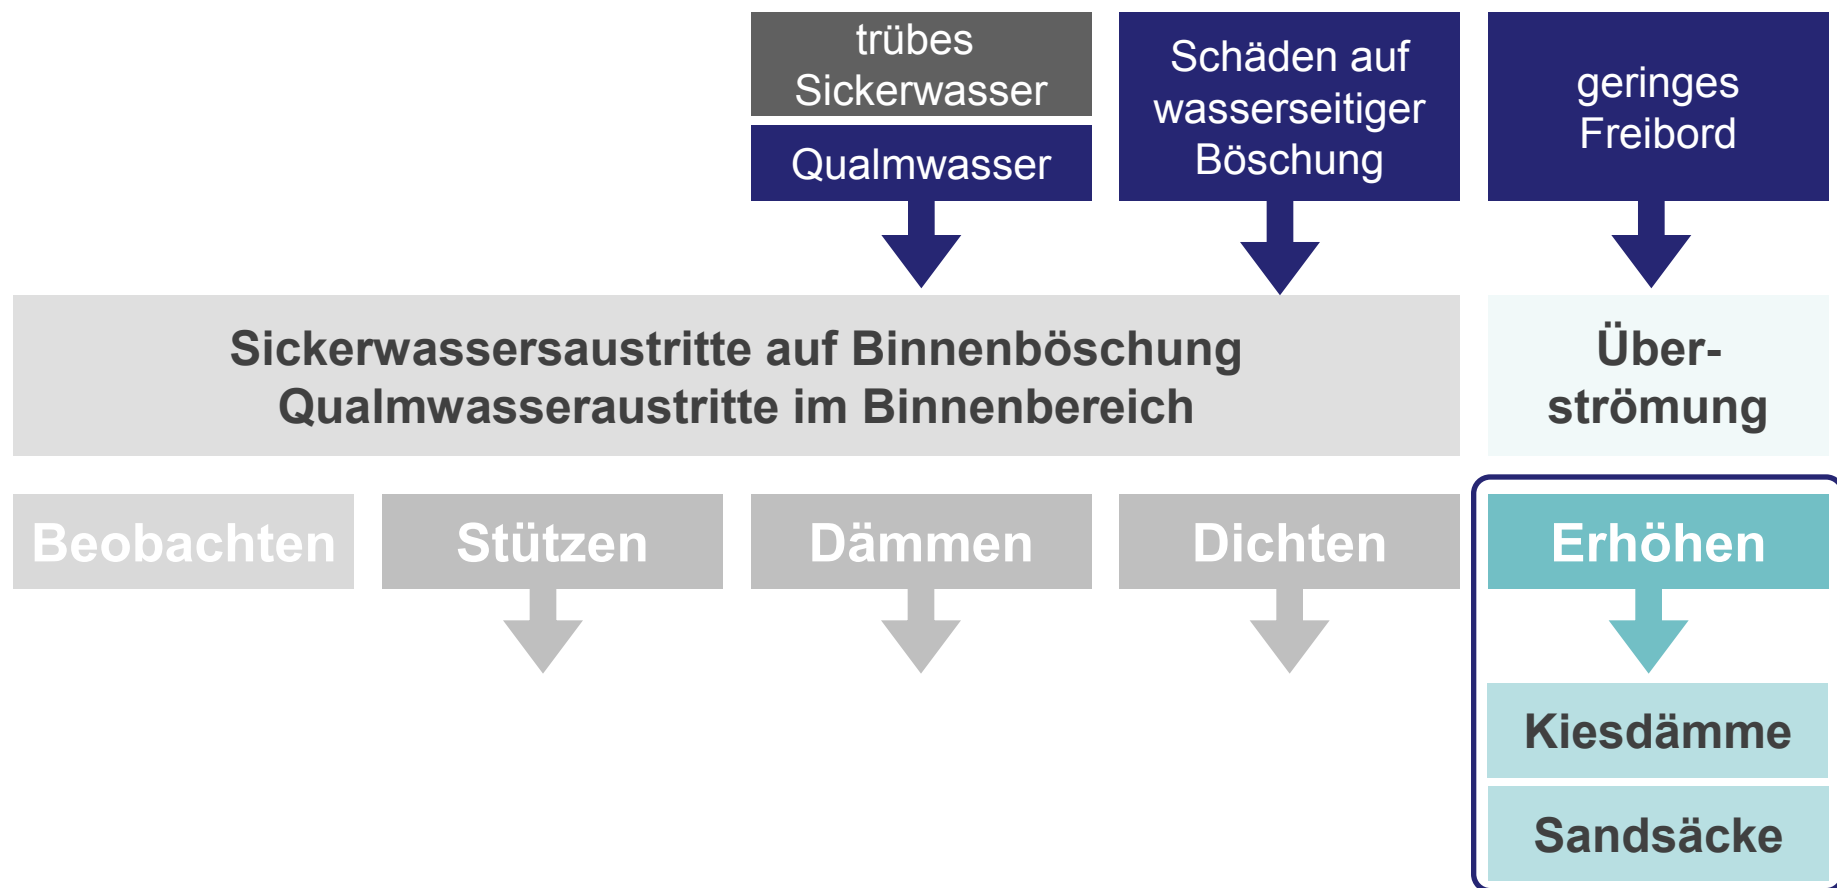 trübes
Sickerwasser
Qualmwasser
Schäden auf
wasserseitiger
Böschung
geringes
Freibord
Sickerwassersaustritte auf Binnenböschung
Qualmwasseraustritte im Binnenbereich
Über-
strömung
Beobachten
Stützen
Dämmen
Dichten
Erhöhen
Kiesdämme
Sandsäcke